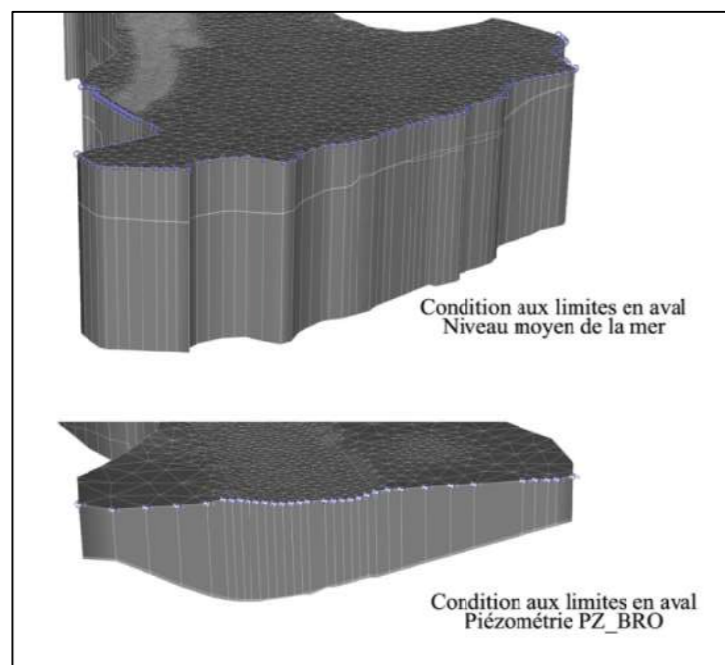 Condition aux limites en aval
Niveau moyen de la mer
Condition aux limites en aval
Piézométrie PZ_BRO